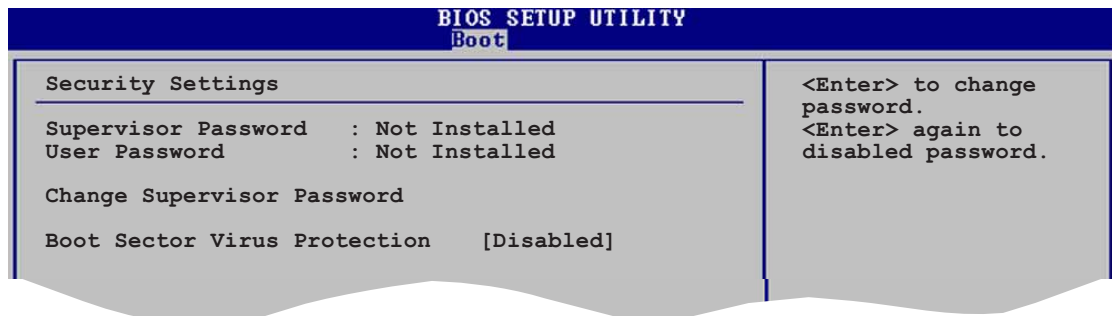 BIOS SETUP UTILITY
Boot
Security Settings
Supervisor Password : Not Installed
User Password : Not Installed
Change Supervisor Password
Boot Sector Virus Protection [Disabled]
<Enter> to change
password.
<Enter> again to
disabled password.